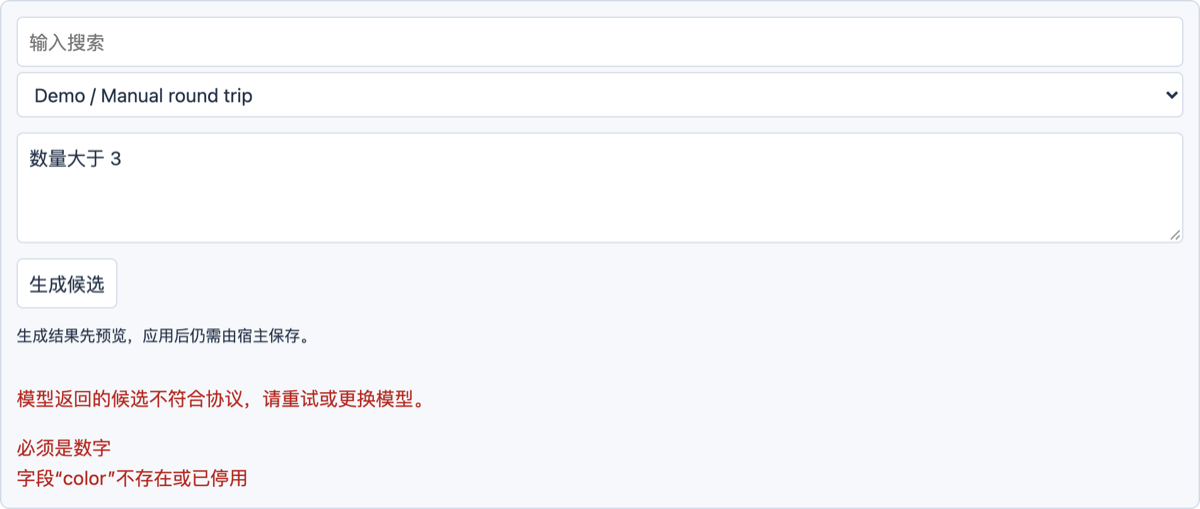 输入搜索
Demo / Manual round trip
数量大于 3
生成候选
生成结果先预览，应用后仍需由宿主保存。
模型返回的候选不符合协议，请重试或更换模型。
必须是数字
字段“color”不存在或已停用